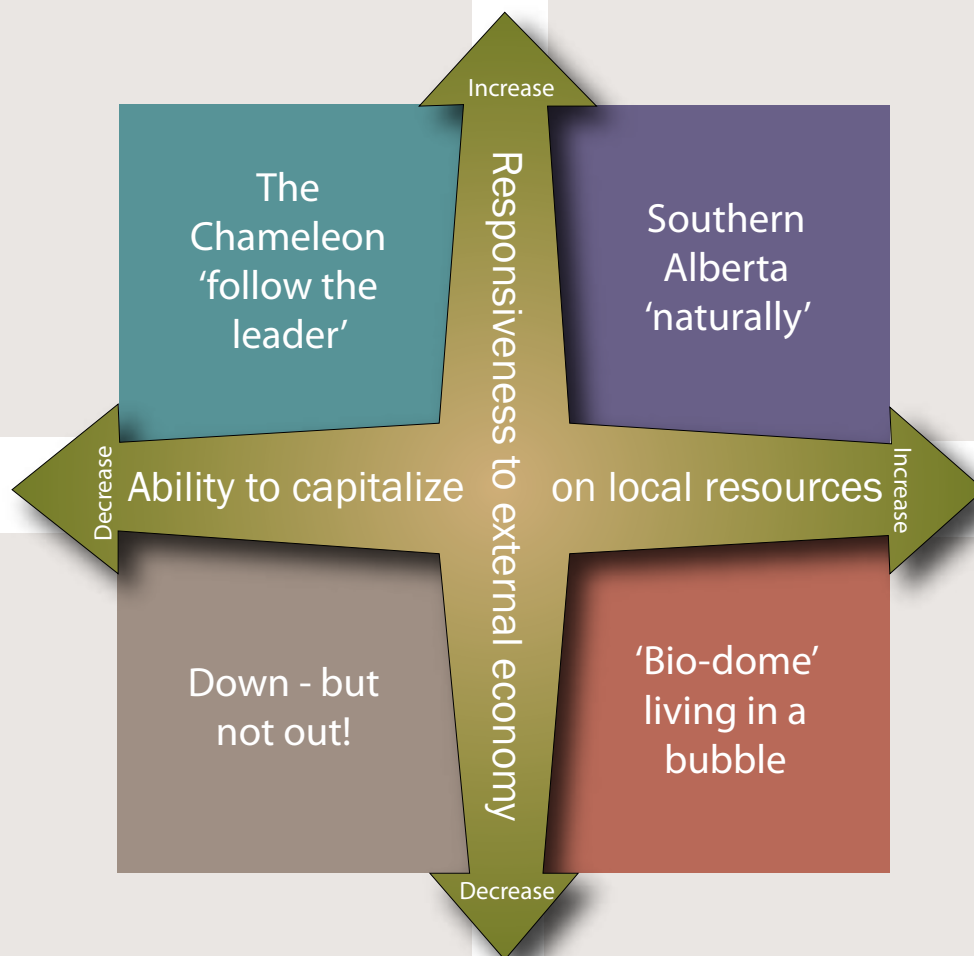 Increase
The
Chameleon
‘follow the
leader’
Southern
Alberta
‘naturally’
Responsiveness to external economy
Decrease
Ability to capitalize on local resources
Increase
Down - but
not out!
‘Bio-dome’
living in a
bubble
Decrease